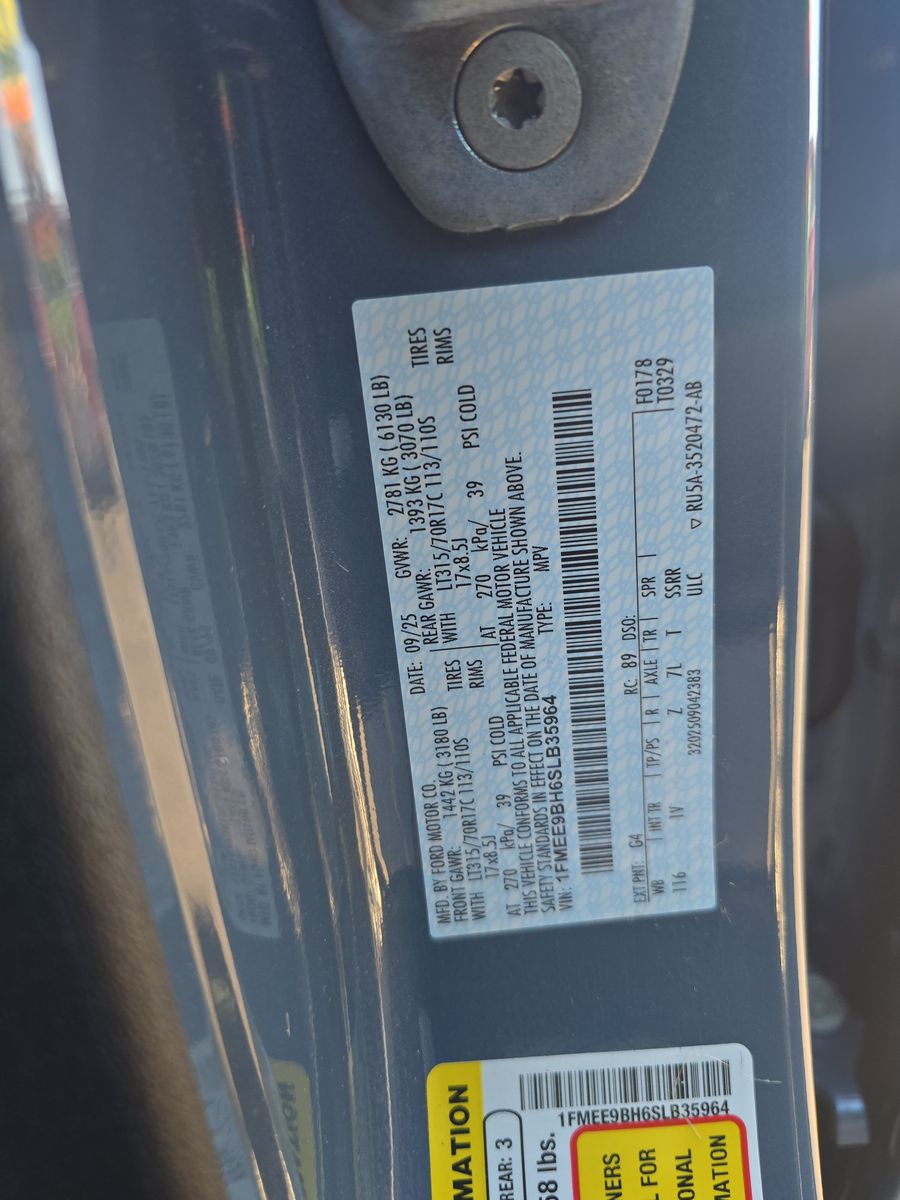 MFD. BY FORD MOTOR CO. DATE: 09/25 GVWR: 2781 KG ( 6130 LB)
FRONT GAWR: 1442 KG ( 3180 LB) REAR GAWR: 1393 KG ( 3070 LB)
WITH LT315/70R17C 113/110S TIRES WITH LT315/70R17C 113/110S TIRES
17x8.5J RIMS 17x8.5J RIMS
AT 270 kPa/ 39 PSI COLD AT 270 kPa/ 39 PSI COLD
THIS VEHICLE CONFORMS TO ALL APPLICABLE FEDERAL MOTOR VEHICLE
SAFETY STANDARDS IN EFFECT ON THE DATE OF MANUFACTURE SHOWN ABOVE.
VIN: 1FMEE9BH6SLB35964 TYPE: MPV
EXT PNT: G4 RC: 89 DSO: F0178
WB INT TR TP/PS R AXLE TR SPR T0329
116 IV Z 7L T SSRR
3202509042383 ULC ▽ RU5A-3520472-AB
MATION
REAR: 3
58 lbs.
1FMEE9BH6SLB35964
NERS
L FOR
ONAL
MATION